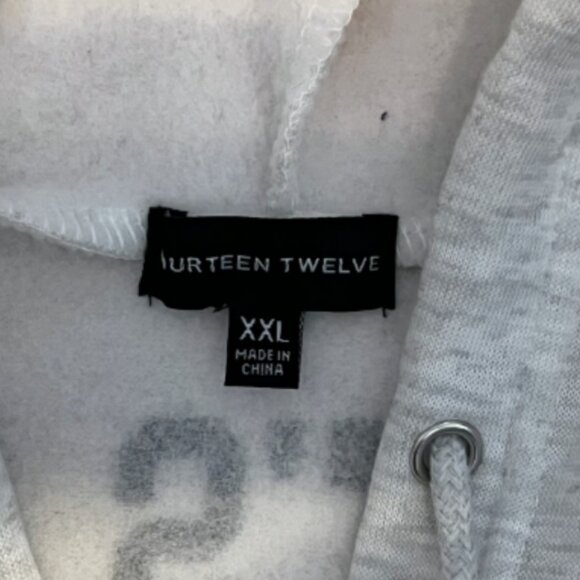 URTEEN TWELVE
XXL
MADE IN
CHINA